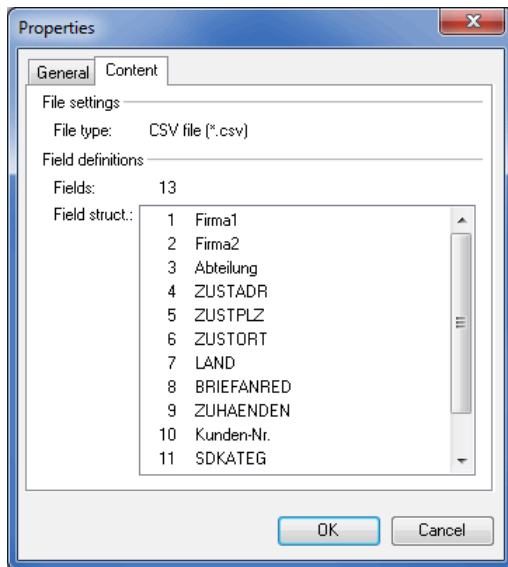 Properties
General Content
File settings
File type: CSV file (*.csv)
Field definitions
Fields: 13
Field struct.:
1 Firma1
2 Firma2
3 Abteilung
4 ZUSTADR
5 ZUSTPLZ
6 ZUSTORT
7 LAND
8 BRIEFANRED
9 ZUHAENDEN
10 Kunden-Nr.
11 SDKATEG
OK Cancel